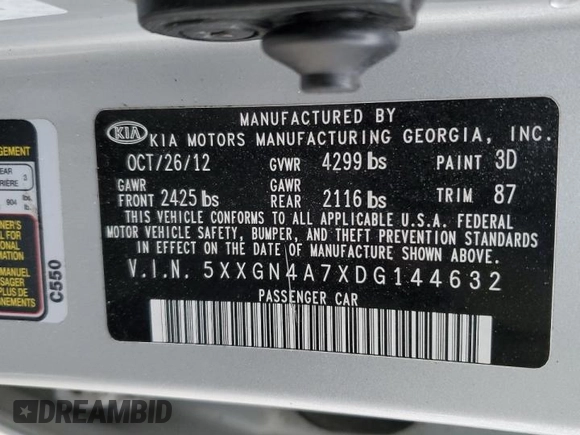 MANUFACTURED BY
KIA
KIA MOTORS MANUFACTURING GEORGIA, INC.
OCT/26/12 GVWR 4299 lbs PAINT 3D
GAWR GAWR
FRONT 2425 lbs REAR 2116 lbs TRIM 87
THIS VEHICLE CONFORMS TO ALL APPLICABLE U.S.A. FEDERAL
MOTOR VEHICLE SAFETY, BUMPER, AND THEFT PREVENTION STANDARDS
IN EFFECT ON THE DATE OF MANUFACTURE SHOWN ABOVE.
V.I.N. 5XXGN4A7XDG144632
PASSENGER CAR
C550
DREAMBID